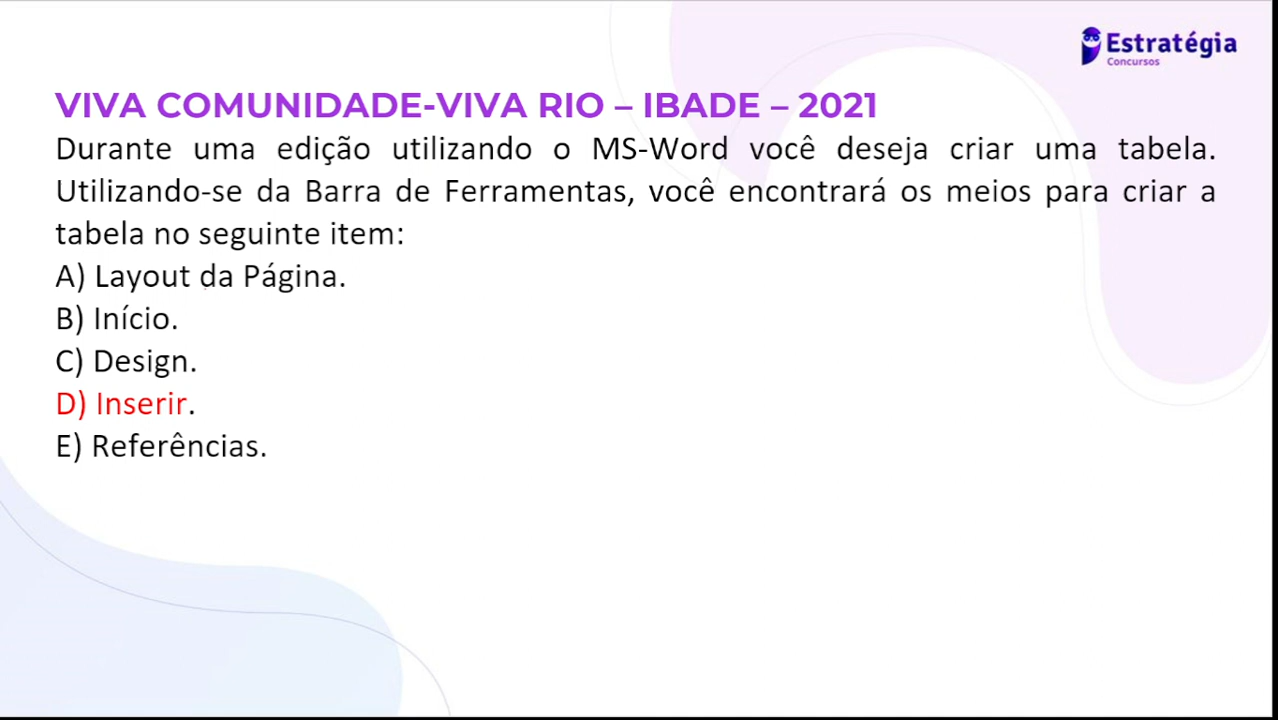 Estratégia
Concursos
VIVA COMUNIDADE-VIVA RIO – IBADE – 2021
Durante uma edição utilizando o MS-Word você deseja criar uma tabela.
Utilizando-se da Barra de Ferramentas, você encontrará os meios para criar a
tabela no seguinte item:
A) Layout da Página.
B) Início.
C) Design.
D) Inserir.
E) Referências.